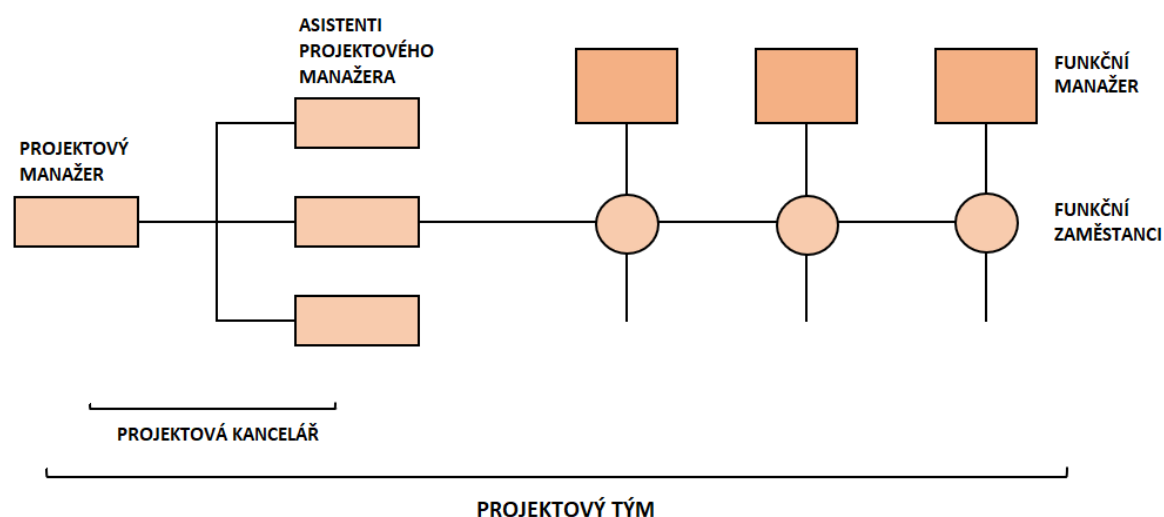 ASISTENTI
PROJEKTOVÉHO
MANAŽERA
FUNKČNÍ
MANAŽER
PROJEKTOVÝ
MANAŽER
FUNKČNÍ
ZAMĚSTANCI
PROJEKTOVÁ KANCELÁŘ
PROJEKTOVÝ TÝM